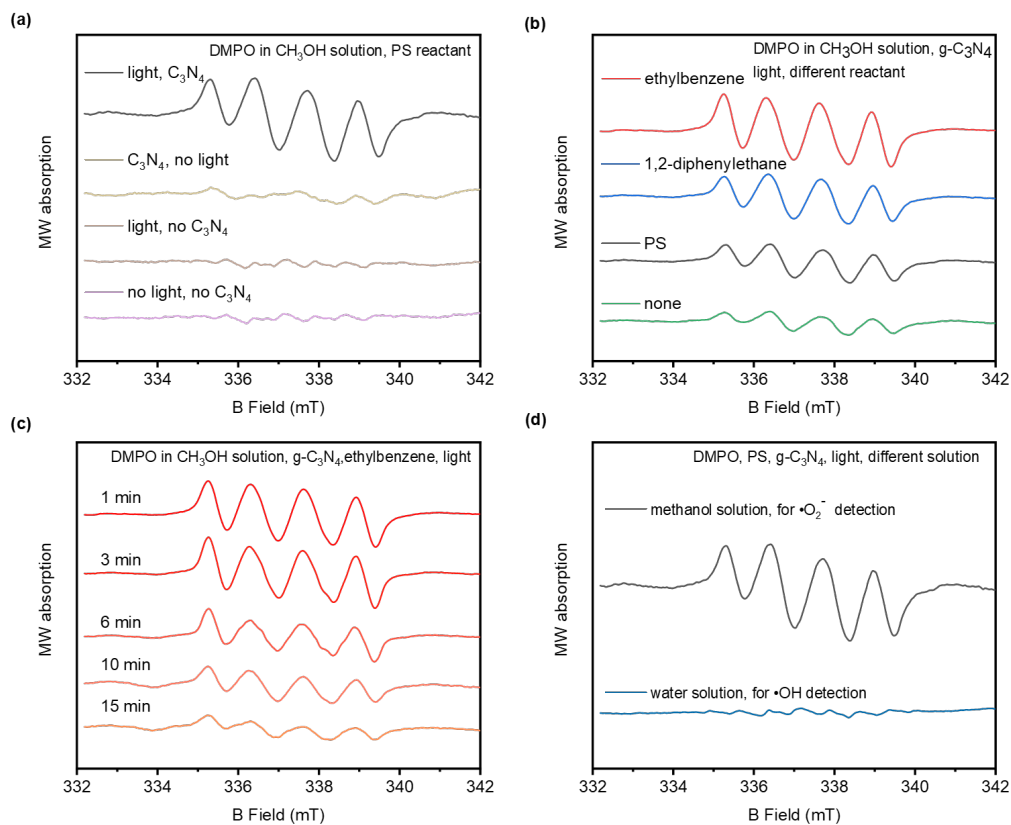 (a)
DMPO in CH₃OH solution, PS reactant
light, C₃N₄
C₃N₄, no light
light, no C₃N₄
no light, no C₃N₄
MW absorption
332 334 336 338 340 342
B Field (mT)
(b)
DMPO in CH₃OH solution, g-C₃N₄
light, different reactant
ethylbenzene
1,2-diphenylethane
PS
none
MW absorption
332 334 336 338 340 342
B Field (mT)
(c)
DMPO in CH₃OH solution, g-C₃N₄,ethylbenzene, light
1 min
3 min
6 min
10 min
15 min
MW absorption
332 334 336 338 340 342
B Field (mT)
(d)
DMPO, PS, g-C₃N₄, light, different solution
methanol solution, for •O₂⁻ detection
water solution, for •OH detection
MW absorption
332 334 336 338 340 342
B Field (mT)